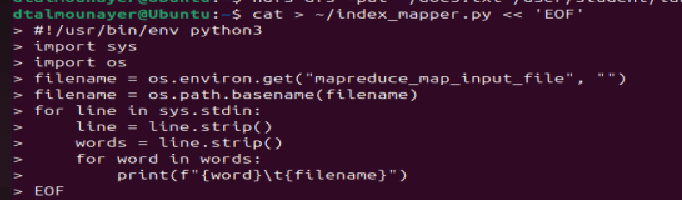 dtalmounayer@Ubuntu:~$ cat > ~/index_mapper.py << 'EOF'
> #!/usr/bin/env python3
> import sys
> import os
> filename = os.environ.get("mapreduce_map_input_file", "")
> filename = os.path.basename(filename)
> for line in sys.stdin:
>     line = line.strip()
>     words = line.strip()
>     for word in words:
>         print(f"{word}\t{filename}")
> EOF